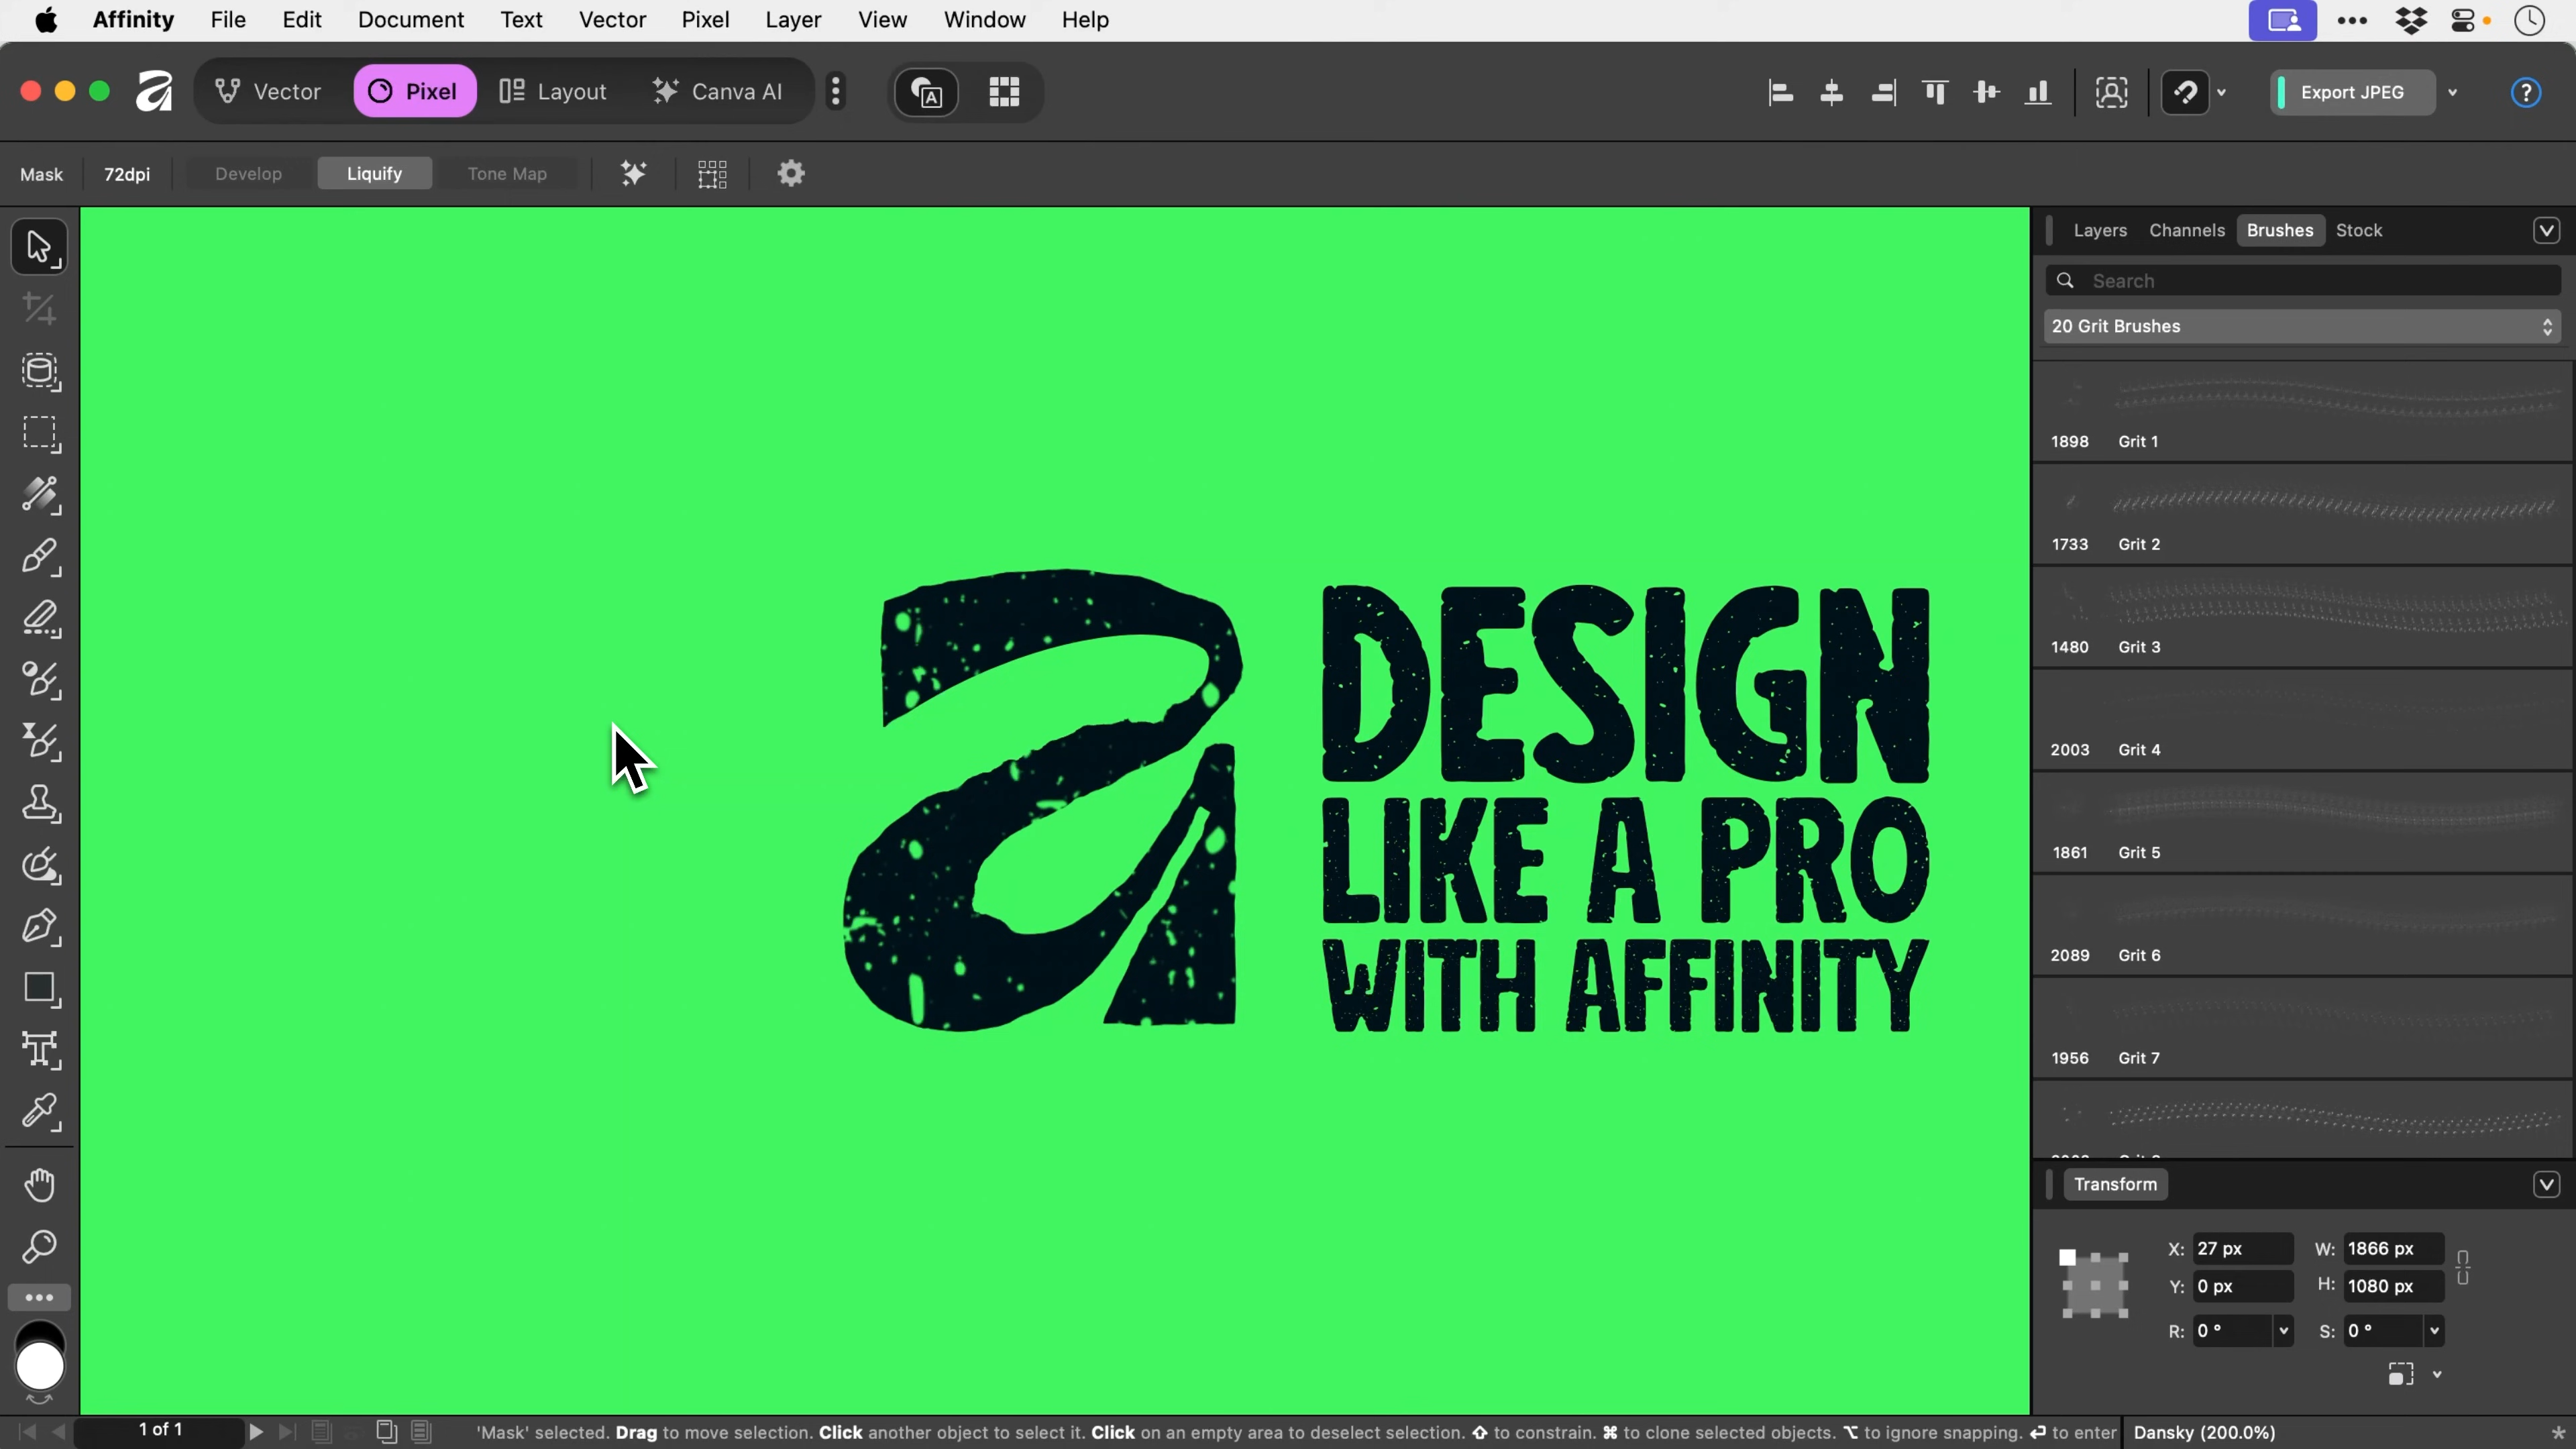 Affinity File Edit Document Text Vector Pixel Layer View Window Help
Vector Pixel Layout Canva AI A Export JPEG ?
Mask 72dpi Develop Liquify Tone Map
Layers Channels Brushes Stock
Search
20 Grit Brushes
1898 Grit 1
1733 Grit 2
1480 Grit 3
2003 Grit 4
1861 Grit 5
2089 Grit 6
1956 Grit 7
DESIGN
LIKE A PRO
WITH AFFINITY
Transform
X: 27 px W: 1866 px
Y: 0 px H: 1080 px
R: 0 ° S: 0 °
1 of 1 'Mask' selected. Drag to move selection. Click another object to select it. Click on an empty area to deselect selection. ⇧ to constrain. ⌘ to clone selected objects. ⌥ to ignore snapping. ↩ to enter Dansky (200.0%) *